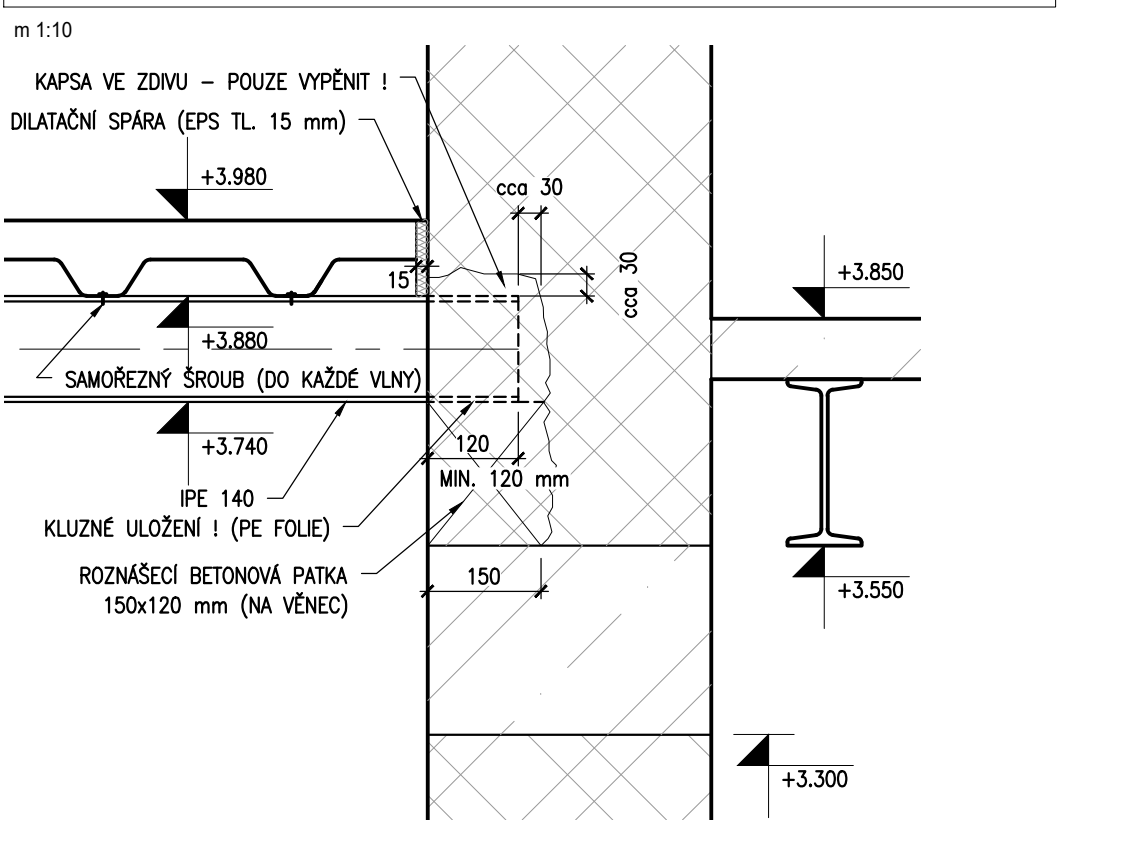 m 1:10
KAPSA VE ZDIVU – POUZE VYPĚNIT !
DILATAČNÍ SPÁRA (EPS TL. 15 mm)
+3.980
cca 30
cca 30
15
+3.850
+3.880
SAMOŘEZNÝ ŠROUB (DO KAŽDÉ VLNY)
+3.740
120
MIN. 120 mm
IPE 140
KLUZNÉ ULOŽENÍ ! (PE FOLIE)
ROZNÁŠECÍ BETONOVÁ PATKA
150x120 mm (NA VĚNEC)
150
+3.550
+3.300